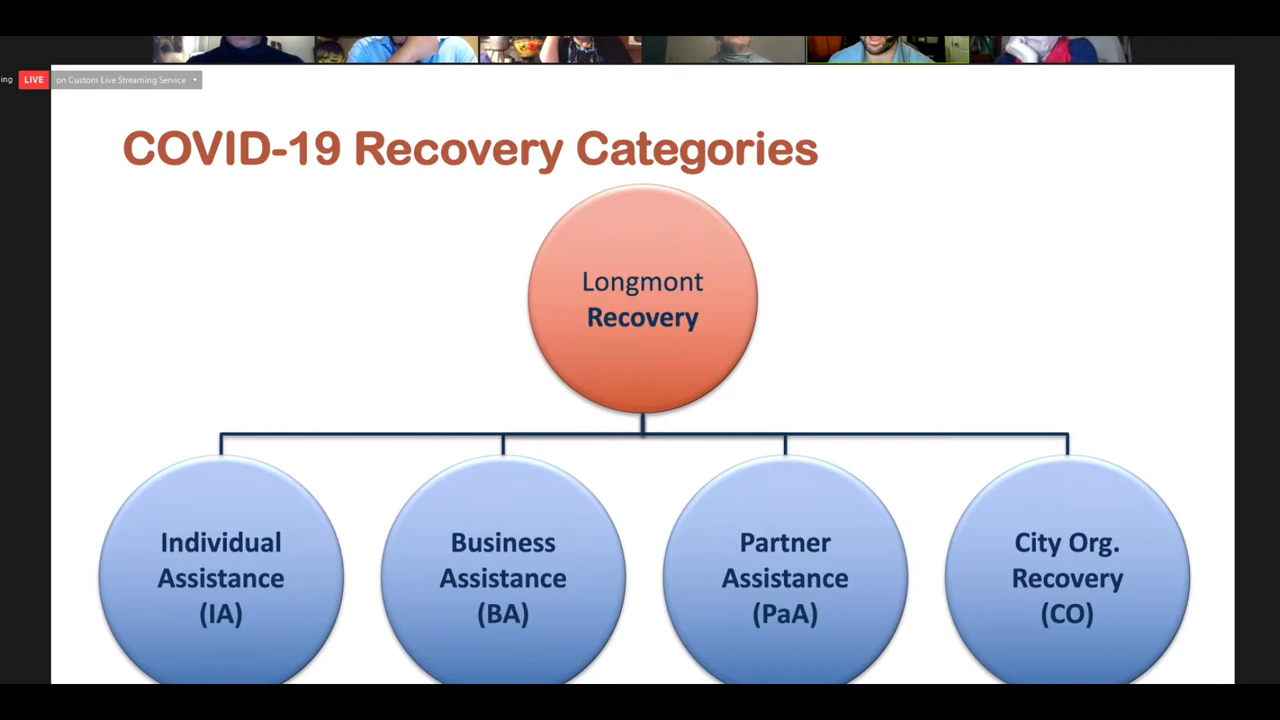 ing LIVE on Custom Live Streaming Service
COVID-19 Recovery Categories
Longmont
Recovery
Individual
Assistance
(IA)
Business
Assistance
(BA)
Partner
Assistance
(PaA)
City Org.
Recovery
(CO)